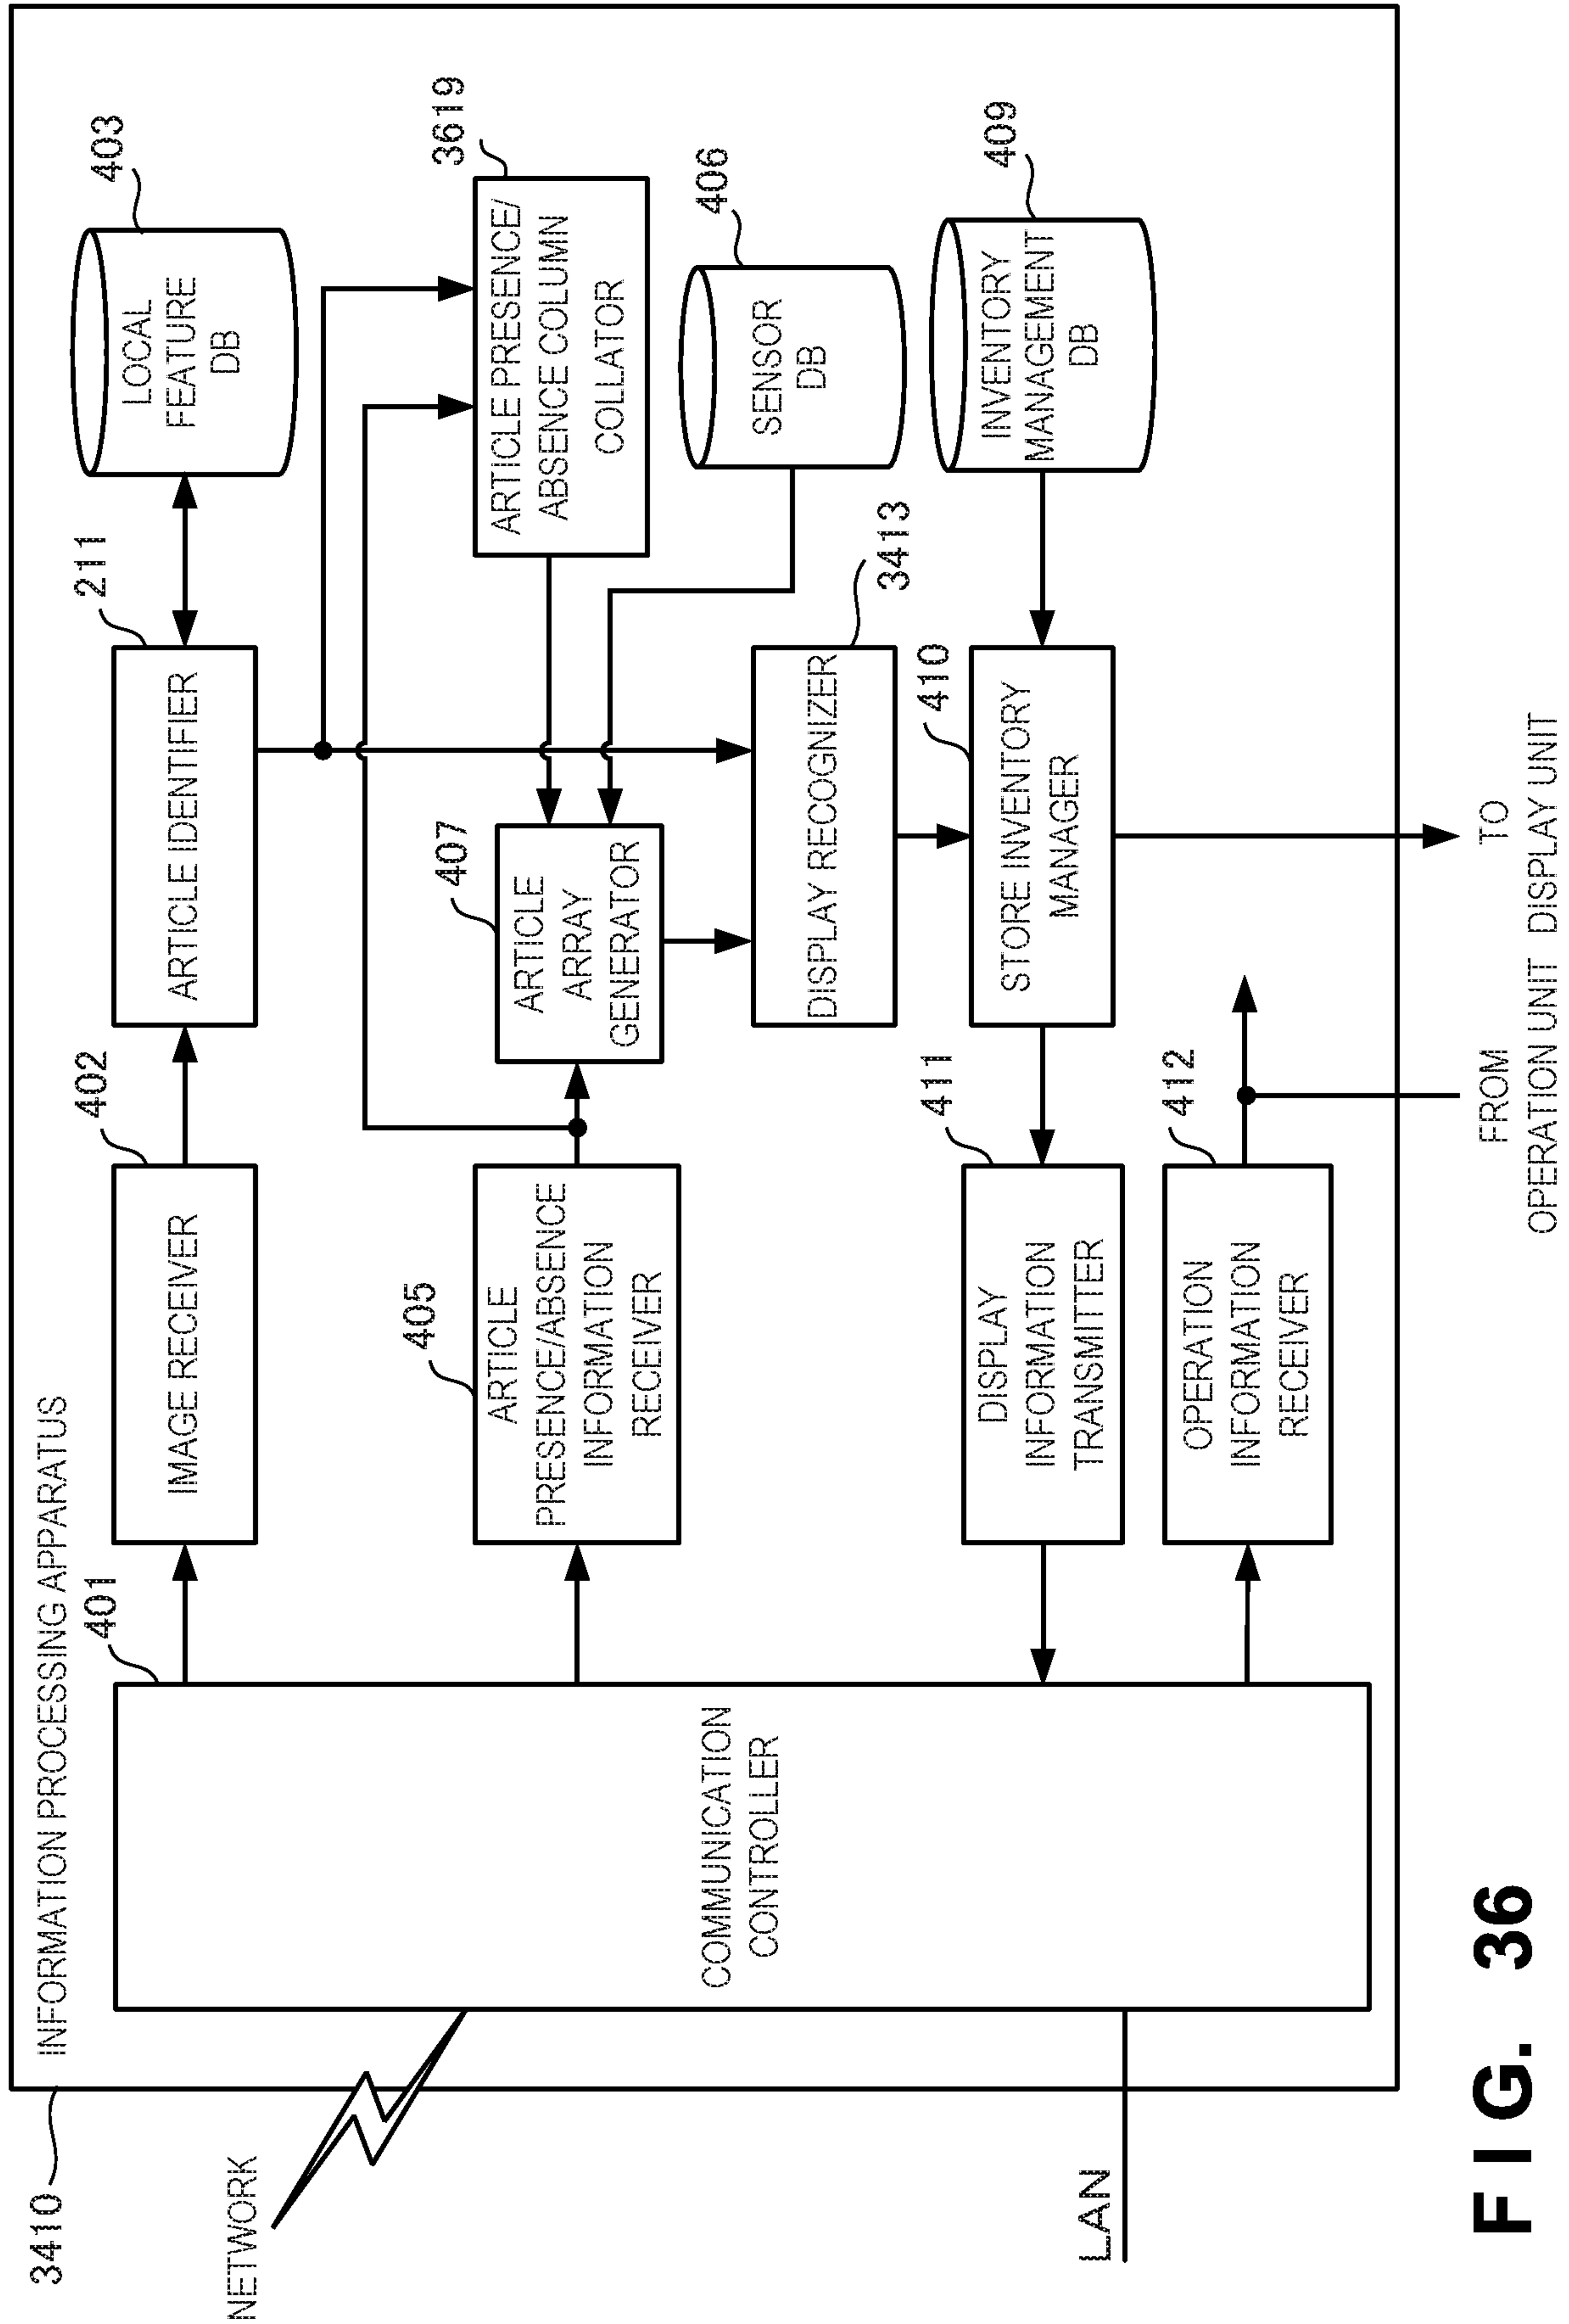 3410
INFORMATION PROCESSING APPARATUS
NETWORK
LAN
401
COMMUNICATION
CONTROLLER
402
IMAGE RECEIVER
211
ARTICLE IDENTIFIER
403
LOCAL
FEATURE
DB
405
ARTICLE
PRESENCE/ABSENCE
INFORMATION
RECEIVER
407
ARTICLE
ARRAY
GENERATOR
3619
ARTICLE PRESENCE/
ABSENCE COLUMN
COLLATOR
406
SENSOR
DB
3413
DISPLAY RECOGNIZER
411
DISPLAY
INFORMATION
TRANSMITTER
410
STORE INVENTORY
MANAGER
409
INVENTORY
MANAGEMENT
DB
412
OPERATION
INFORMATION
RECEIVER
FROM
OPERATION UNIT
TO
DISPLAY UNIT
FIG. 36